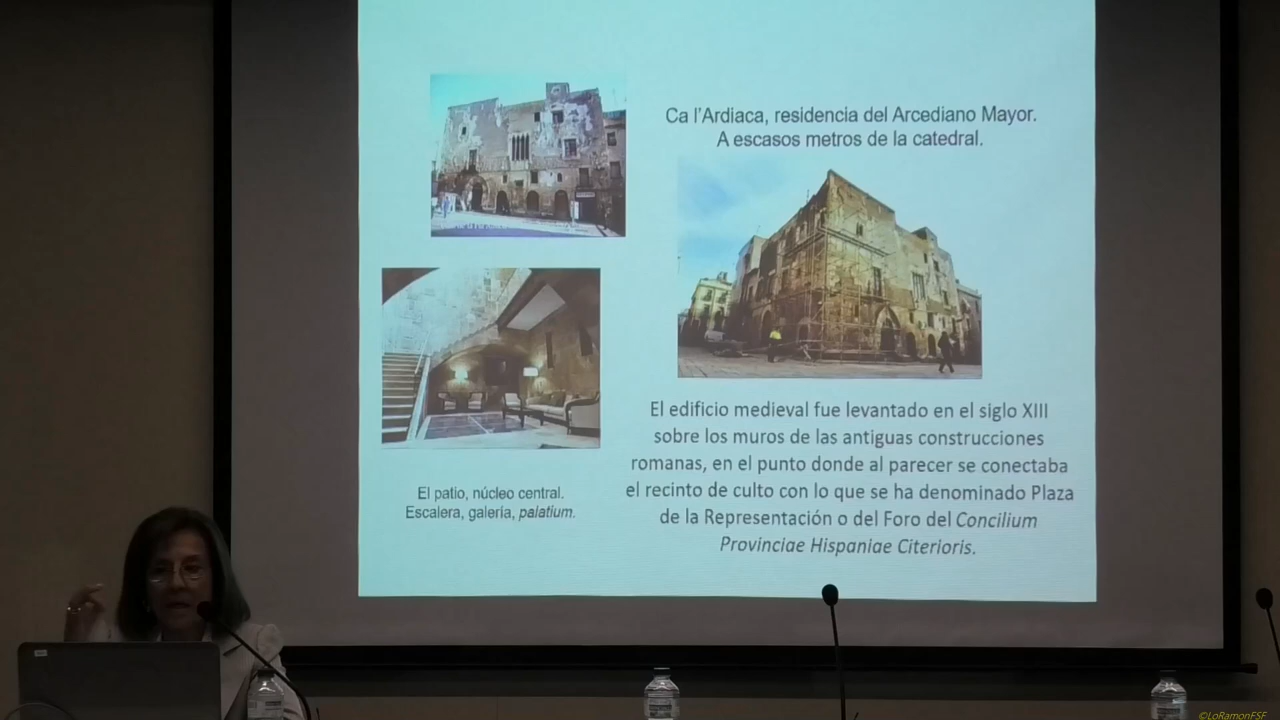 Ca l'Ardiaca, residencia del Arcediano Mayor.
A escasos metros de la catedral.
El edificio medieval fue levantado en el siglo XIII
sobre los muros de las antiguas construcciones
romanas, en el punto donde al parecer se conectaba
el recinto de culto con lo que se ha denominado Plaza
de la Representación o del Foro del Concilium
Provinciae Hispaniae Citerioris.
El patio, núcleo central.
Escalera, galería, palatium.
©LoRamonFSF